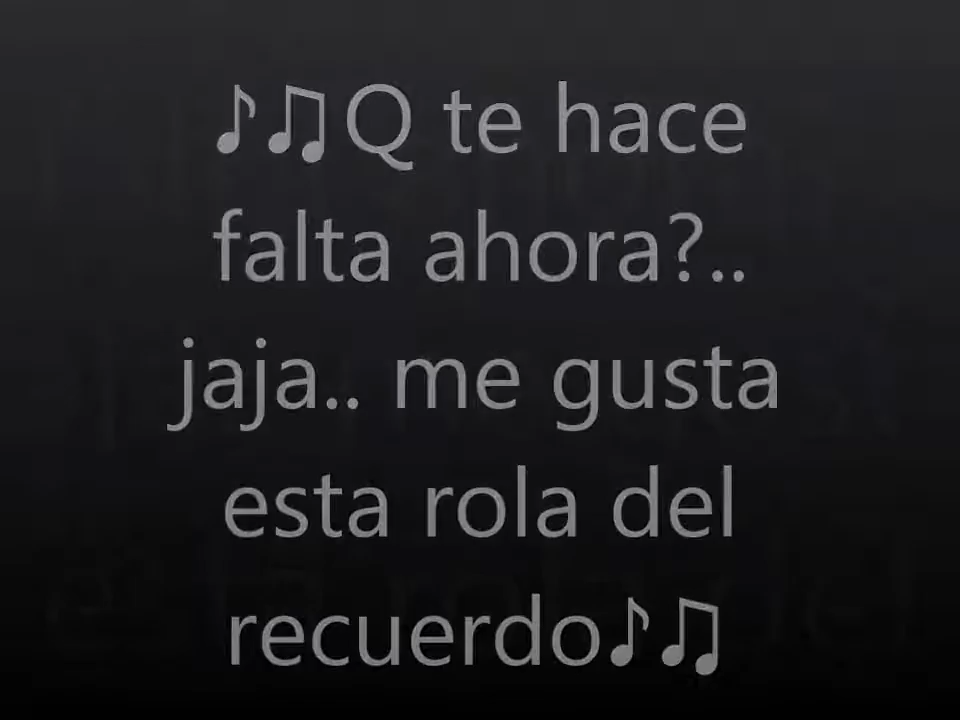 ♪♫Q te hace
falta ahora?..
jaja.. me gusta
esta rola del
recuerdo♪♫